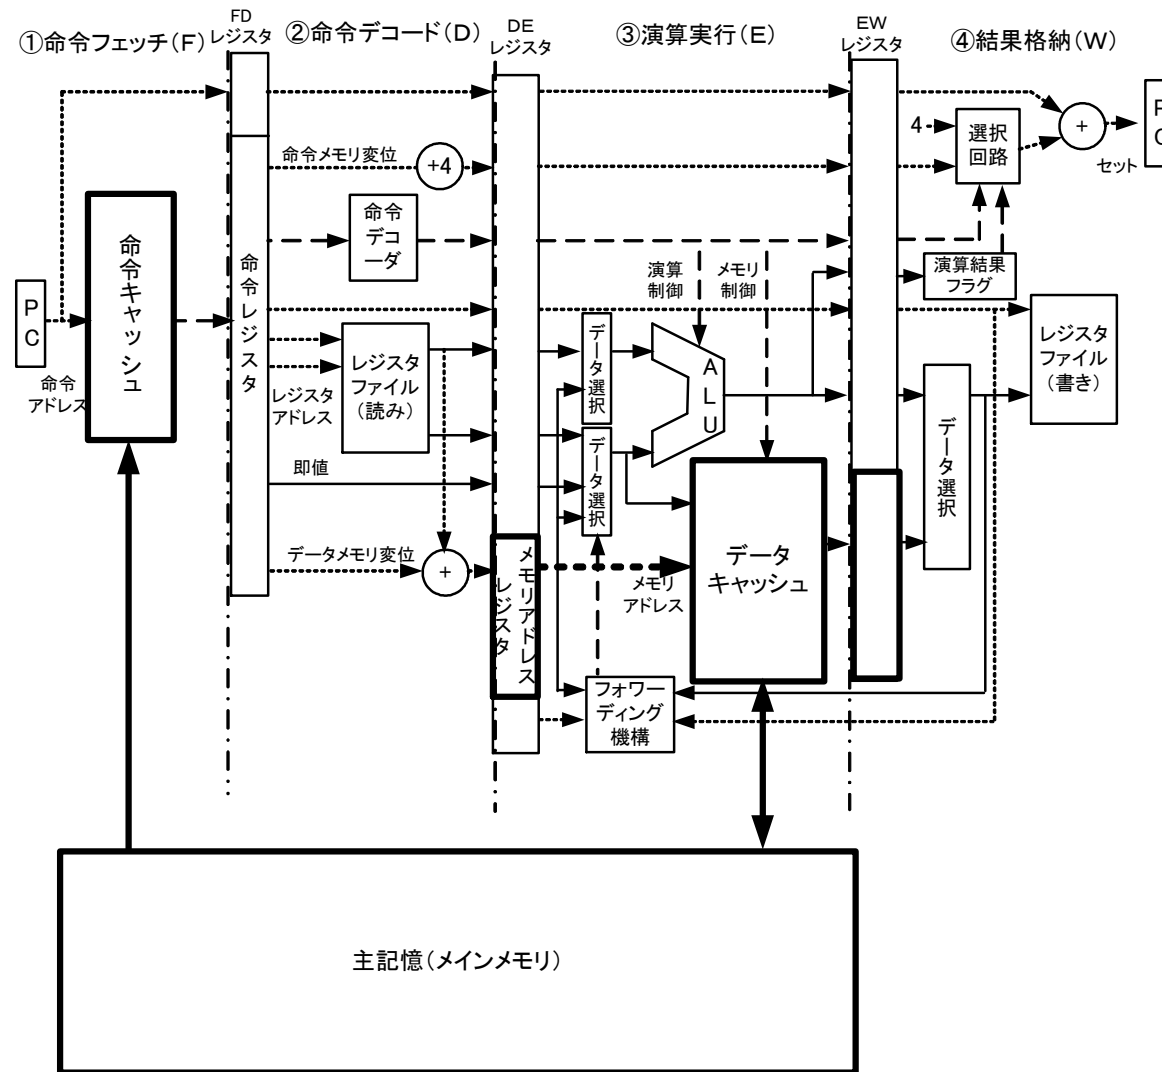 ①命令フェッチ(F)
FD
レジスタ
②命令デコード(D)
DE
レジスタ
③演算実行(E)
EW
レジスタ
④結果格納(W)
PC
命令
アドレス
命令キャッシュ
命令レジスタ
命令メモリ変位
+4
命令
デコ
ーダ
レジスタ
アドレス
レジスタ
ファイル
(読み)
即値
データメモリ変位
+
メモリアドレス
レジスタ
演算
制御
メモリ
制御
データ選択
データ選択
ALU
データ
キャッシュ
メモリ
アドレス
フォワー
ディング
機構
4
選択
回路
+
セット
PC
演算結果
フラグ
データ選択
レジスタ
ファイル
(書き)
主記憶(メインメモリ)